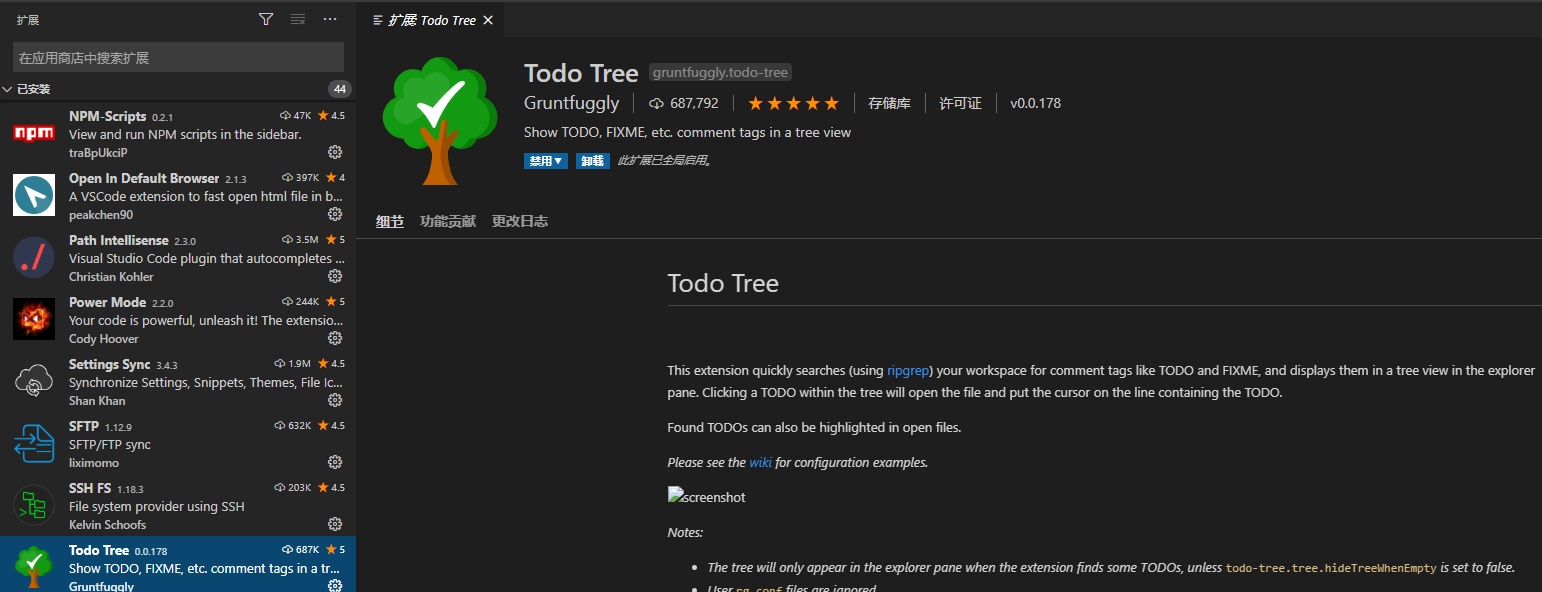 扩展
在应用商店中搜索扩展
已安装
44
npm
NPM-Scripts 0.2.1 47K 4.5
View and run NPM scripts in the sidebar.
traBpUkciP
Open In Default Browser 2.1.3 397K 4
A VSCode extension to fast open html file in b...
peakchen90
Path Intellisense 2.3.0 3.5M 5
Visual Studio Code plugin that autocompletes ...
Christian Kohler
Power Mode 2.2.0 244K 5
Your code is powerful, unleash it! The extensio...
Cody Hoover
Settings Sync 3.4.3 1.9M 4.5
Synchronize Settings, Snippets, Themes, File Ic...
Shan Khan
SFTP 1.12.9 632K 4.5
SFTP/FTP sync
liximomo
SSH FS 1.18.3 203K 4.5
File system provider using SSH
Kelvin Schoofs
Todo Tree 0.0.178 687K 5
Show TODO, FIXME, etc. comment tags in a tr...
Gruntfuggly
扩展: Todo Tree
Todo Tree gruntfuggly.todo-tree
Gruntfuggly 687,792 存储库 许可证 v0.0.178
Show TODO, FIXME, etc. comment tags in a tree view
禁用 卸载 此扩展已全局启用。
细节 功能贡献 更改日志
Todo Tree
This extension quickly searches (using ripgrep) your workspace for comment tags like TODO and FIXME, and displays them in a tree view in the explorer
pane. Clicking a TODO within the tree will open the file and put the cursor on the line containing the TODO.
Found TODOs can also be highlighted in open files.
Please see the wiki for configuration examples.
screenshot
Notes:
The tree will only appear in the explorer pane when the extension finds some TODOs, unless todo-tree.tree.hideTreeWhenEmpty is set to false.
User rg.conf files are ignored.